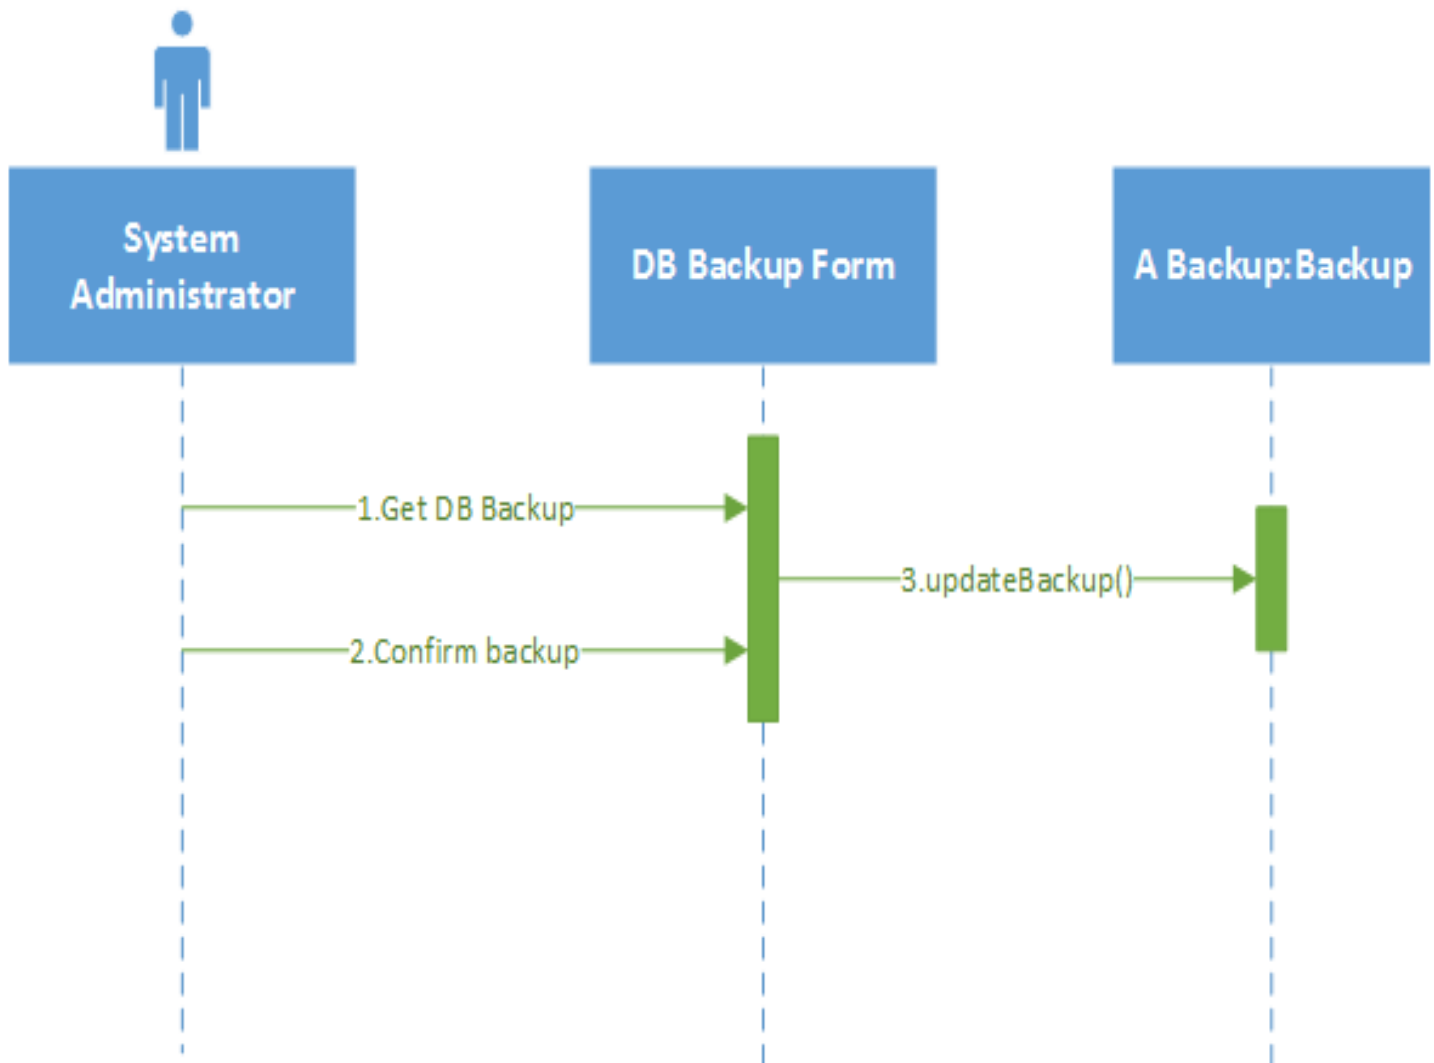 System
Administrator
DB Backup Form
A Backup:Backup
1.Get DB Backup
3.updateBackup()
2.Confirm backup